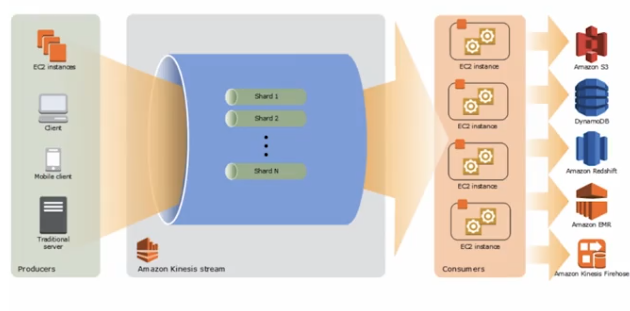 EC2 instances
Client
Mobile client
Traditional
server
Producers
Shard 1
Shard 2
Shard N
Amazon Kinesis stream
EC2 instance
EC2 instance
EC2 instance
EC2 instance
Consumers
Amazon S3
DynamoDB
Amazon Redshift
Amazon EMR
Amazon Kinesis Firehose